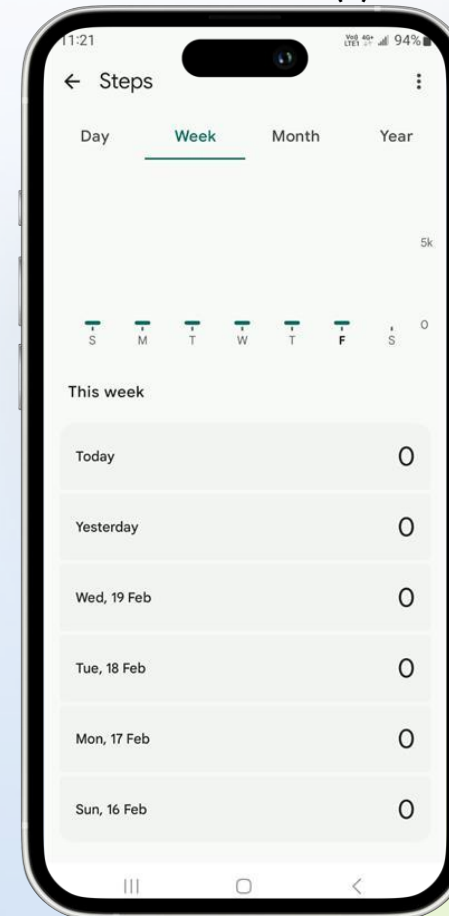 11:21 94%
← Steps
Day Week Month Year
5k
0
S M T W T F S
This week
Today 0
Yesterday 0
Wed, 19 Feb 0
Tue, 18 Feb 0
Mon, 17 Feb 0
Sun, 16 Feb 0